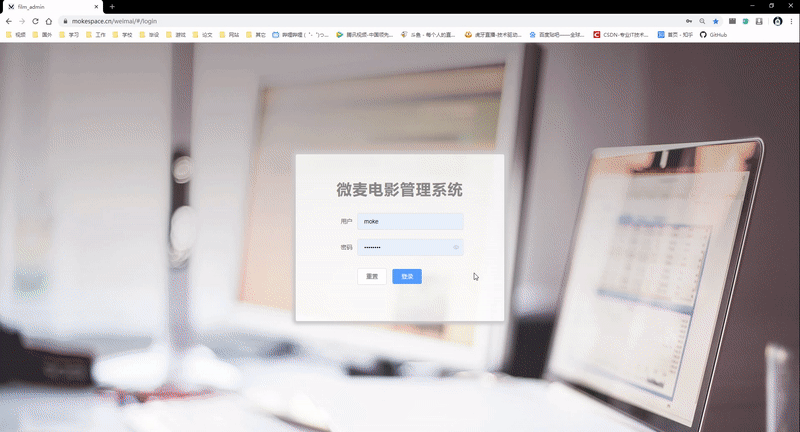 film_admin
mokespace.cn/weimai/#/login
视频 国外 学习 工作 学校 毕设 游戏 论文 网站 其它 哔哩哔哩 腾讯视频-中国领先... 斗鱼 - 每个人的直... 虎牙直播-技术驱动... 百度贴吧——全球... CSDN-专业IT技术... 首页 - 知乎 GitHub
微麦电影管理系统
用户 moke
密码 ••••••••
重置 登录